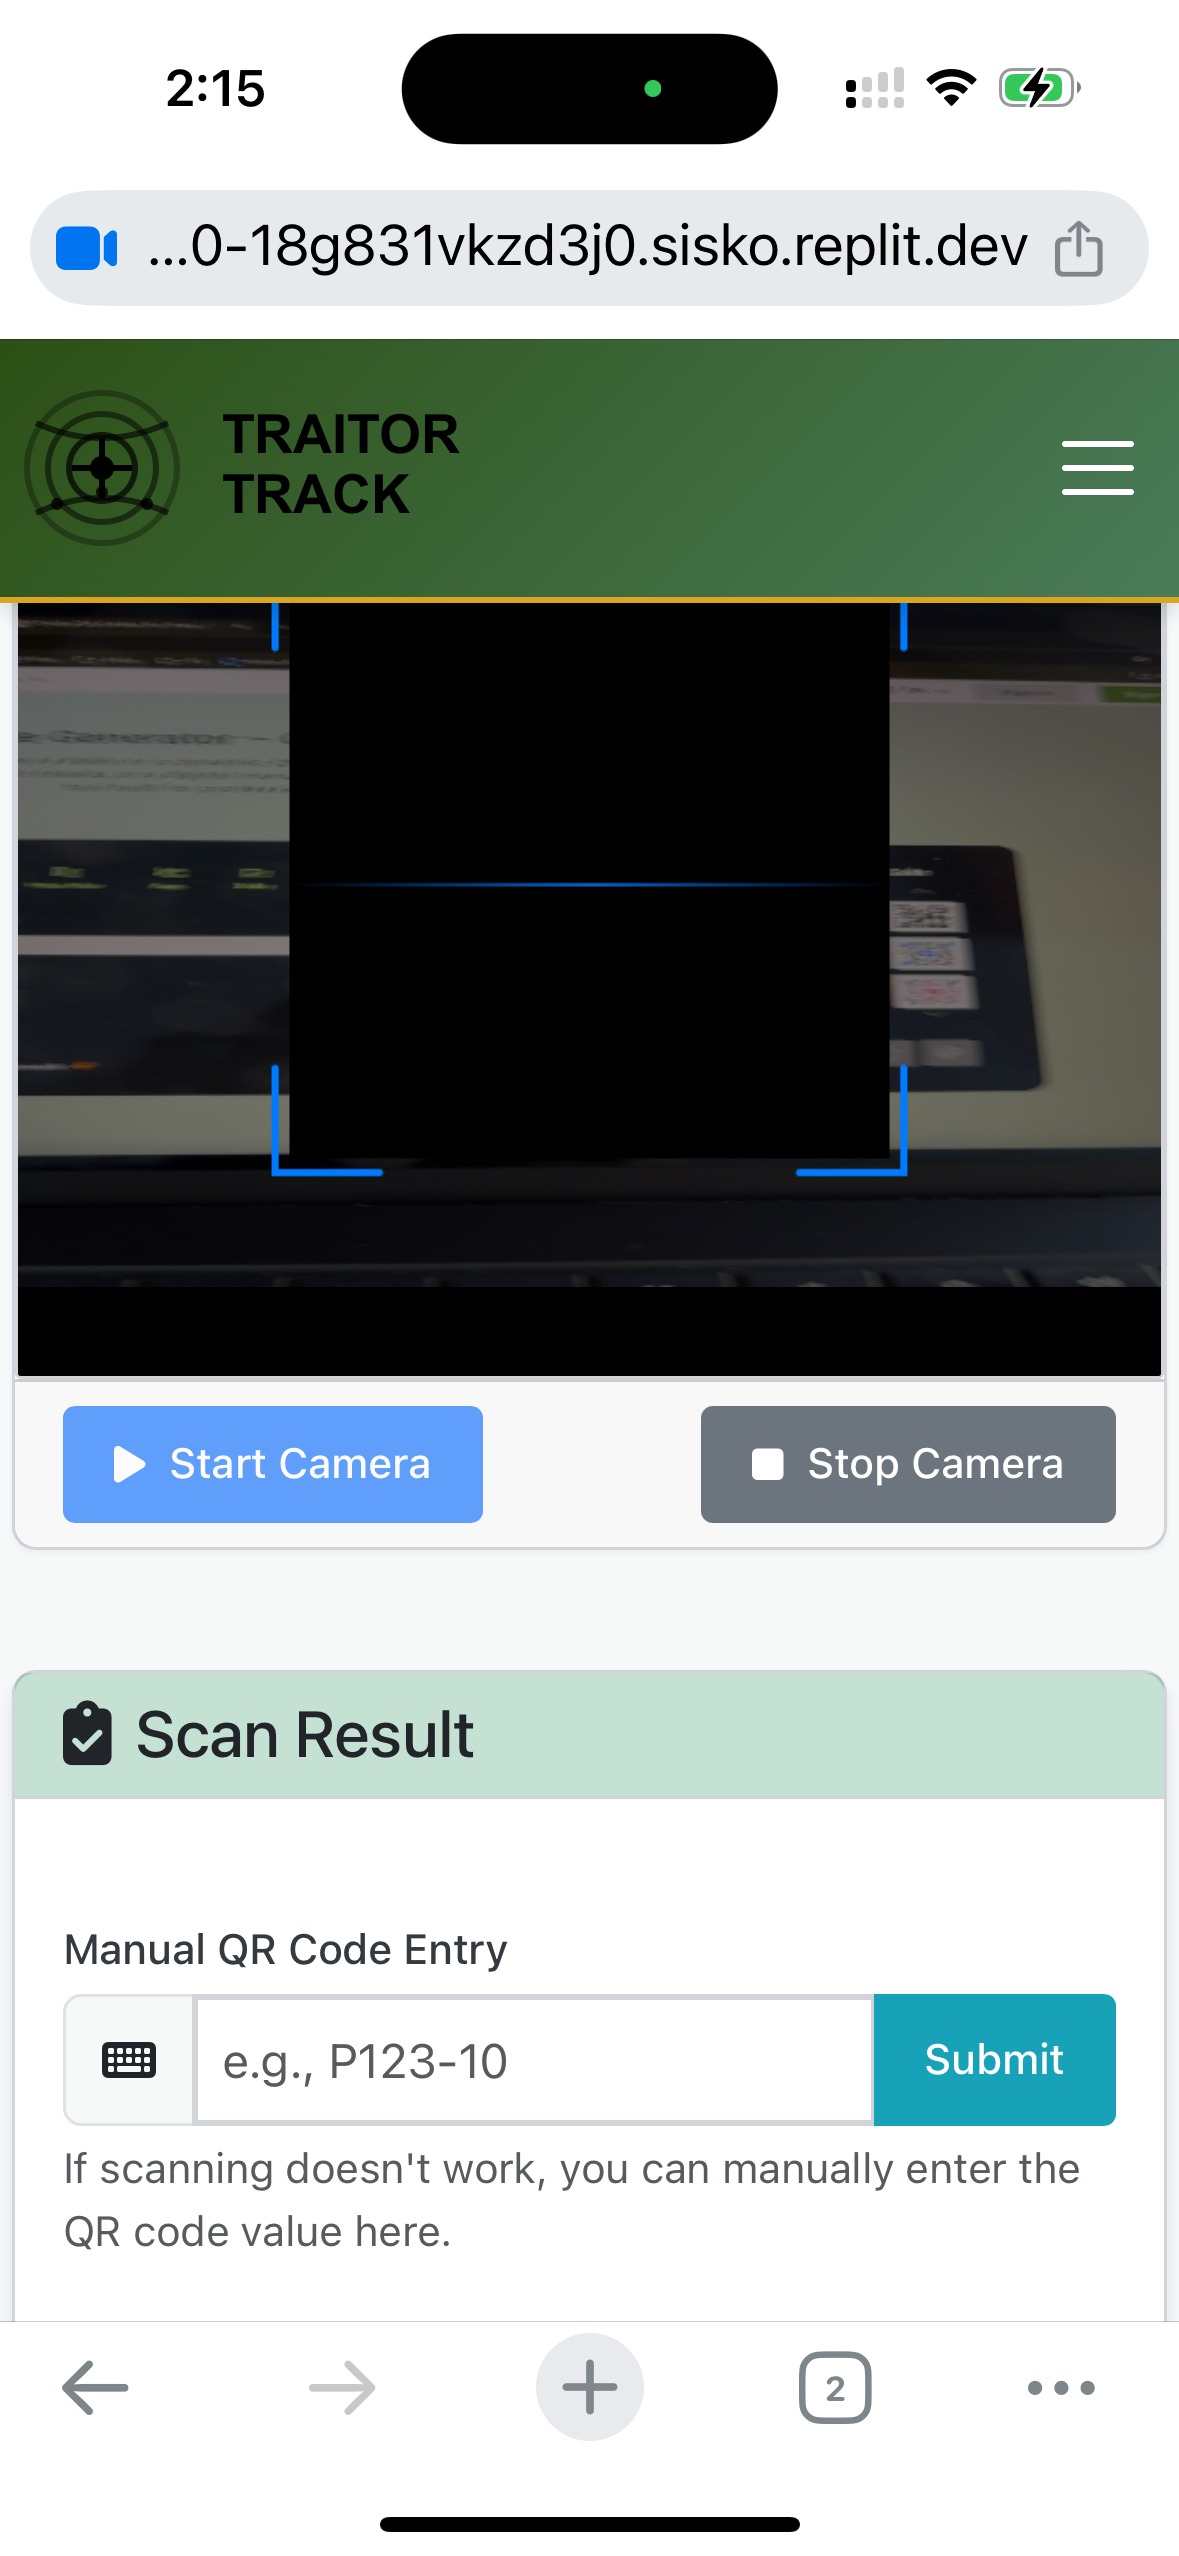 2:15
...0-18g831vkzd3j0.sisko.replit.dev
TRAITOR
TRACK
Generator
Start Camera
Stop Camera
Scan Result
Manual QR Code Entry
e.g., P123-10
Submit
If scanning doesn't work, you can manually enter the
QR code value here.
2